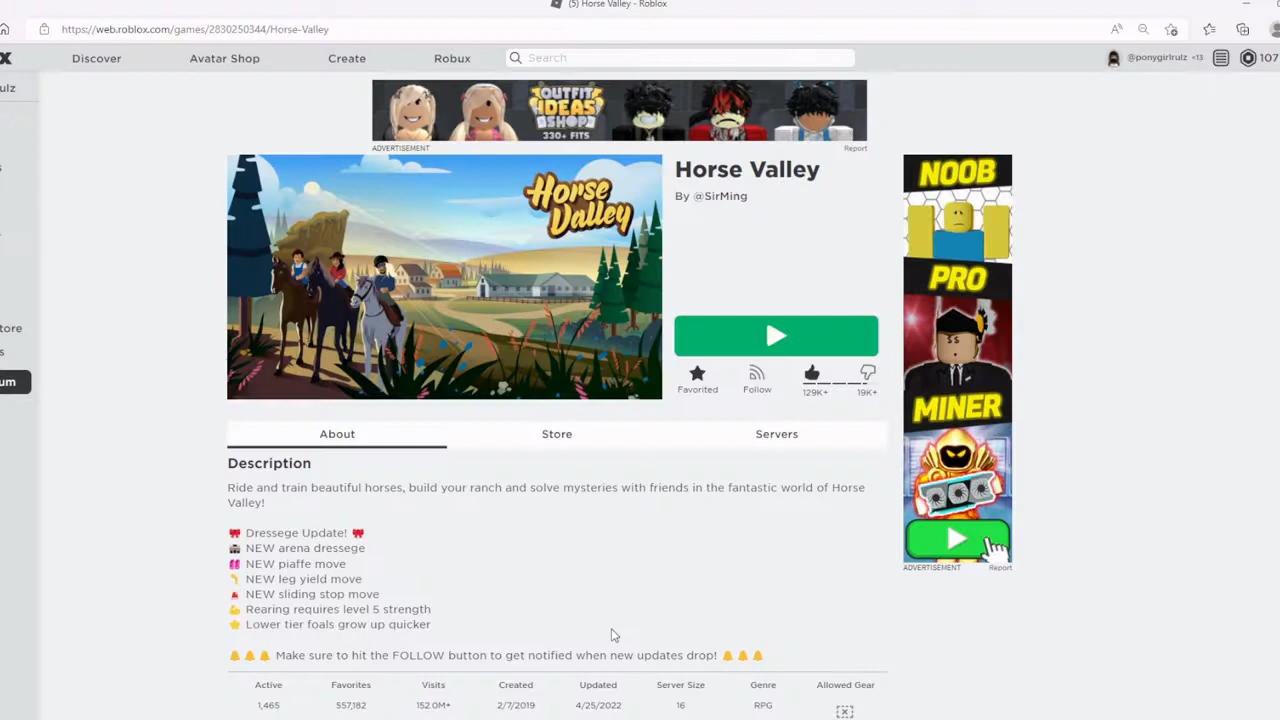 (5) Horse Valley - Roblox
https://web.roblox.com/games/2830250344/Horse-Valley
X Discover Avatar Shop Create Robux Search @ponygirlrulz <13 107
ulz
OUTFIT
IDEAS
SHOP
330+ FITS
ADVERTISEMENT Report
Horse Valley
Horse Valley
By @SirMing
Favorited Follow 129K+ 19K+
NOOB
PRO
MINER
ADVERTISEMENT Report
tore
s
um
About Store Servers
Description
Ride and train beautiful horses, build your ranch and solve mysteries with friends in the fantastic world of Horse
Valley!
Dressege Update!
NEW arena dressege
NEW piaffe move
NEW leg yield move
NEW sliding stop move
Rearing requires level 5 strength
Lower tier foals grow up quicker
Make sure to hit the FOLLOW button to get notified when new updates drop!
Active Favorites Visits Created Updated Server Size Genre Allowed Gear
1,465 557,182 152.0M+ 2/7/2019 4/25/2022 16 RPG